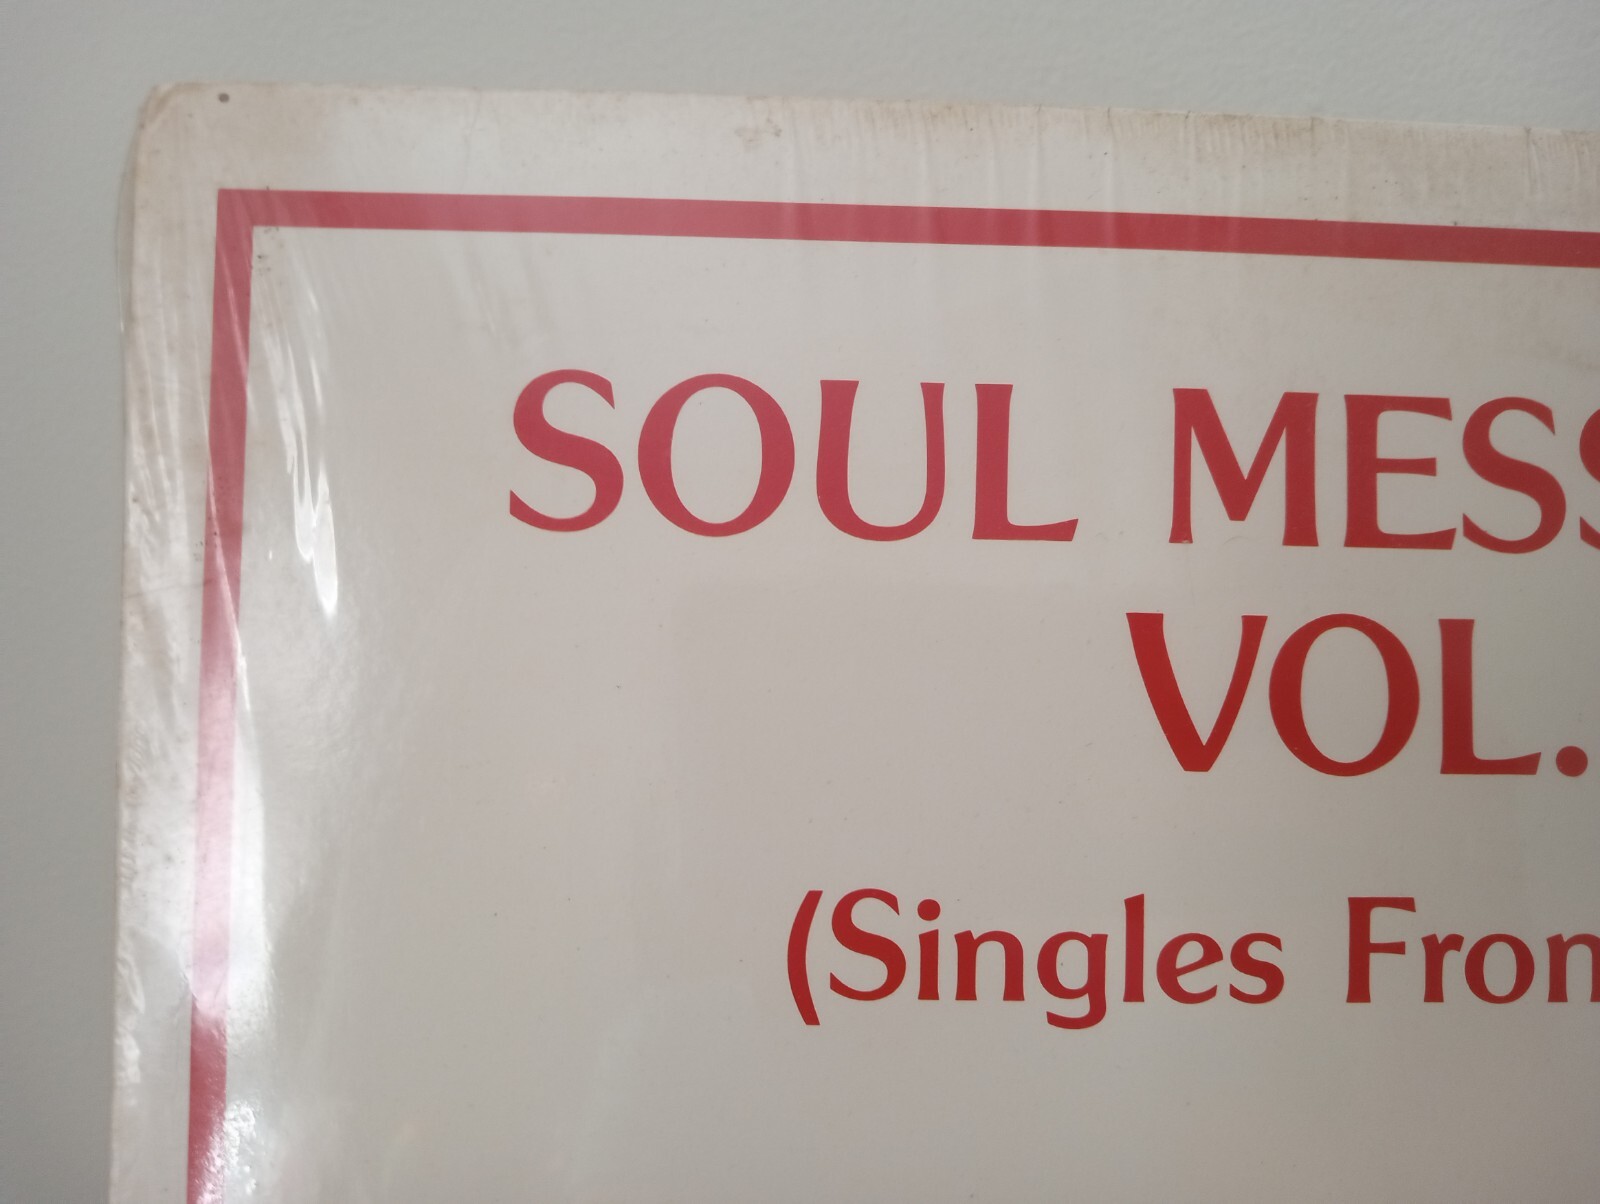 SOUL MESS
VOL.
(Singles From